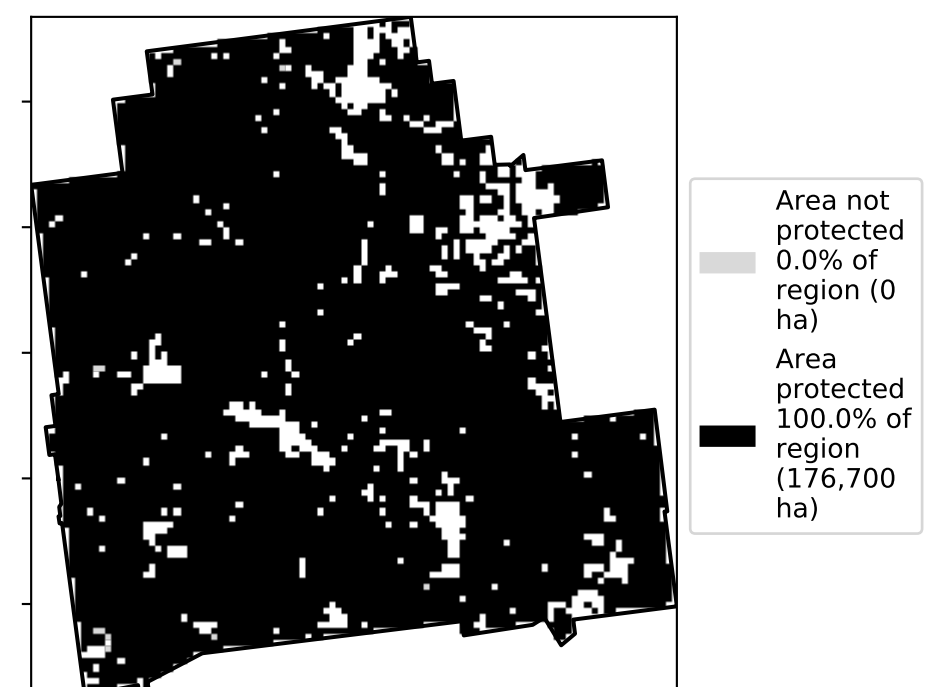 Area not
protected
0.0% of
region (0
ha)
Area
protected
100.0% of
region
(176,700
ha)